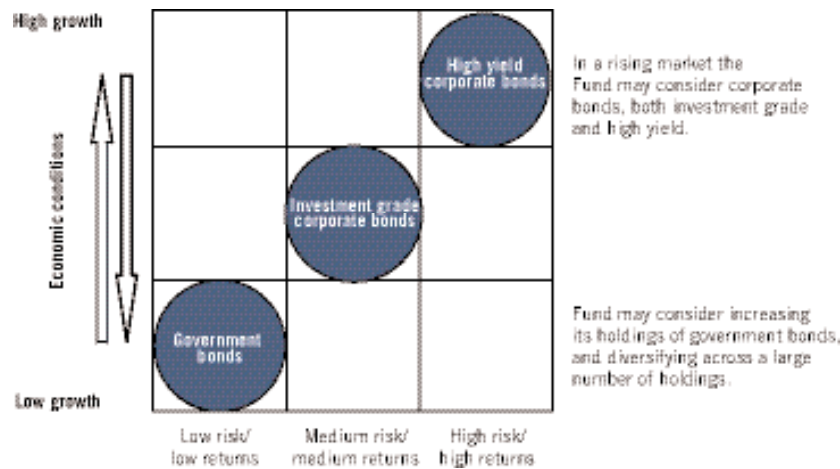 High growth
High yield
corporate bonds
In a rising market the
Fund may consider corporate
bonds, both investment grade
and high yield.
Economic conditions
Investment grade
corporate bonds
Government
bonds
Fund may consider increasing
its holdings of government bonds,
and diversifying across a large
number of holdings.
Low growth
Low risk/
low returns
Medium risk/
medium returns
High risk/
high returns